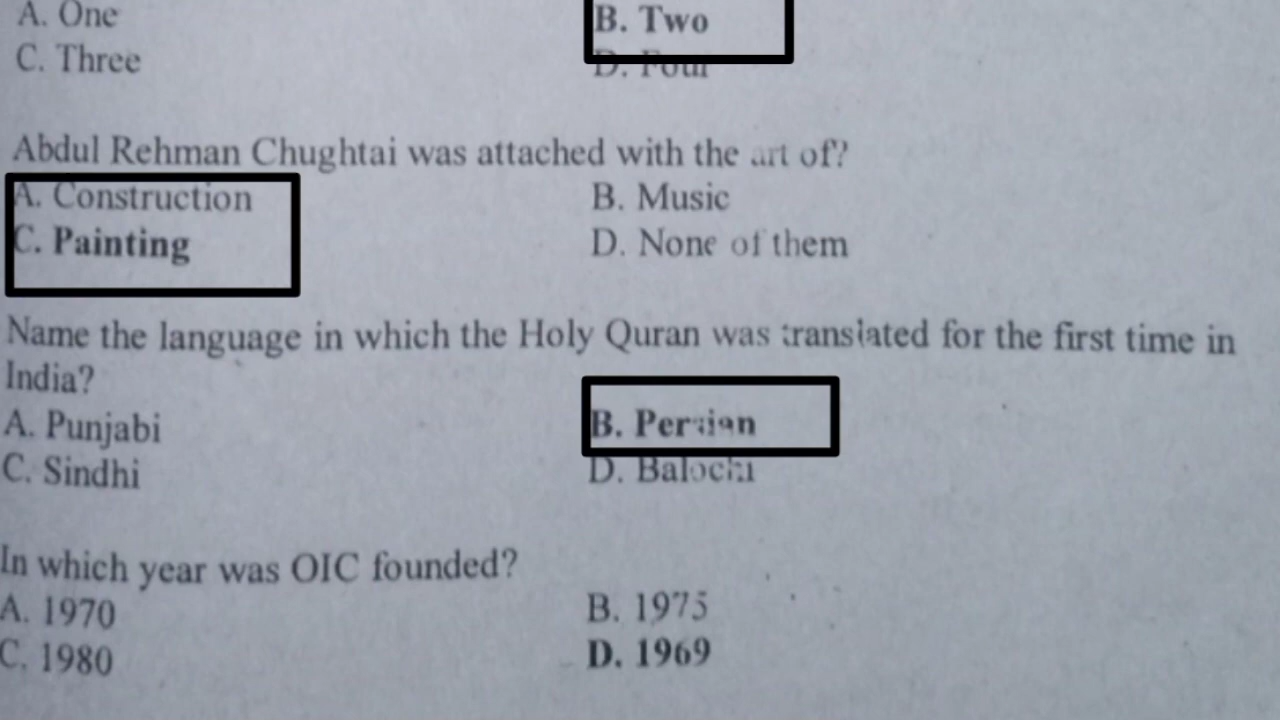 A. One
B. Two
C. Three
D. Four
Abdul Rehman Chughtai was attached with the art of?
A. Construction
B. Music
C. Painting
D. None of them
Name the language in which the Holy Quran was translated for the first time in
India?
A. Punjabi
B. Persian
C. Sindhi
D. Balochi
In which year was OIC founded?
A. 1970
B. 1975
C. 1980
D. 1969